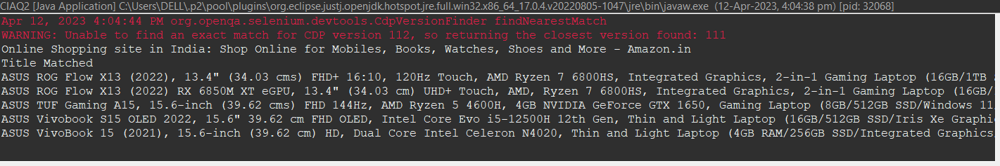 CIAQ2 [Java Application] C:\Users\DELL\.p2\pool\plugins\org.eclipse.justj.openjdk.hotspot.jre.full.win32.x86_64_17.0.4.v20220805-1047\jre\bin\javaw.exe (12-Apr-2023, 4:04:38 pm) [pid: 32068]
Apr 12, 2023 4:04:44 PM org.openqa.selenium.devtools.CdpVersionFinder findNearestMatch
WARNING: Unable to find an exact match for CDP version 112, so returning the closest version found: 111
Online Shopping site in India: Shop Online for Mobiles, Books, Watches, Shoes and More - Amazon.in
Title Matched
ASUS ROG Flow X13 (2022), 13.4" (34.03 cms) FHD+ 16:10, 120Hz Touch, AMD Ryzen 7 6800HS, Integrated Graphics, 2-in-1 Gaming Laptop (16GB/1TB
ASUS ROG Flow X13 (2022) RX 6850M XT eGPU, 13.4" (34.03 cm) UHD+ Touch, AMD, Ryzen 7 6800HS, Integrated Graphics, 2-in-1 Gaming Laptop (16GB/
ASUS TUF Gaming A15, 15.6-inch (39.62 cms) FHD 144Hz, AMD Ryzen 5 4600H, 4GB NVIDIA GeForce GTX 1650, Gaming Laptop (8GB/512GB SSD/Windows 11
ASUS Vivobook S15 OLED 2022, 15.6" 39.62 cm FHD OLED, Intel Core Evo i5-12500H 12th Gen, Thin and Light Laptop (16GB/512GB SSD/Iris Xe Graphi
ASUS VivoBook 15 (2021), 15.6-inch (39.62 cm) HD, Dual Core Intel Celeron N4020, Thin and Light Laptop (4GB RAM/256GB SSD/Integrated Graphics